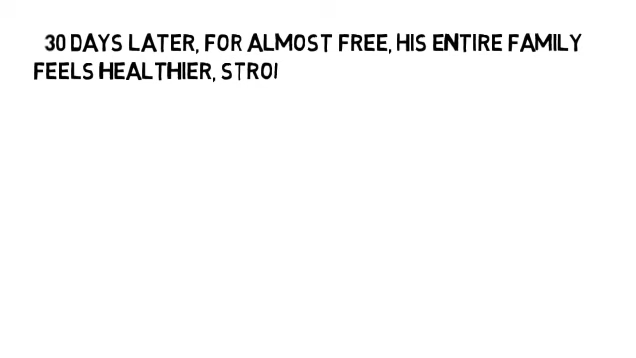 30 DAYS LATER, FOR ALMOST FREE, HIS ENTIRE FAMILY
FEELS HEALTHIER,